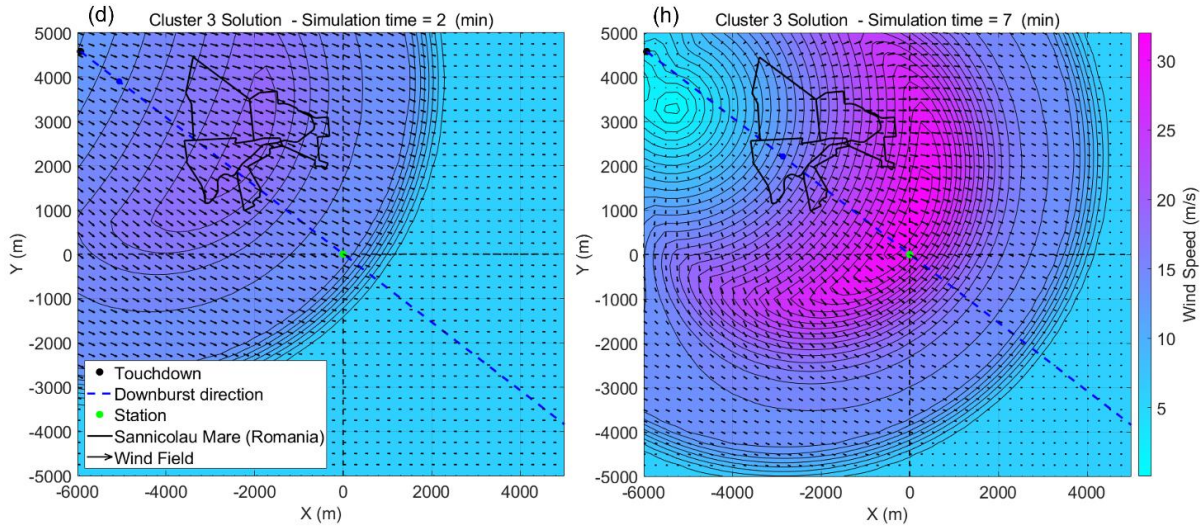 (d) Cluster 3 Solution - Simulation time = 2 (min)
5000
4000
3000
2000
1000
0
-1000
-2000
-3000
-4000
-5000
Y (m)
-6000 -4000 -2000 0 2000 4000
X (m)
Touchdown
Downburst direction
Station
Sannicolau Mare (Romania)
Wind Field
(h) Cluster 3 Solution - Simulation time = 7 (min)
5000
4000
3000
2000
1000
0
-1000
-2000
-3000
-4000
-5000
Y (m)
-6000 -4000 -2000 0 2000 4000
X (m)
30
25
20
15
10
5
Wind Speed (m/s)